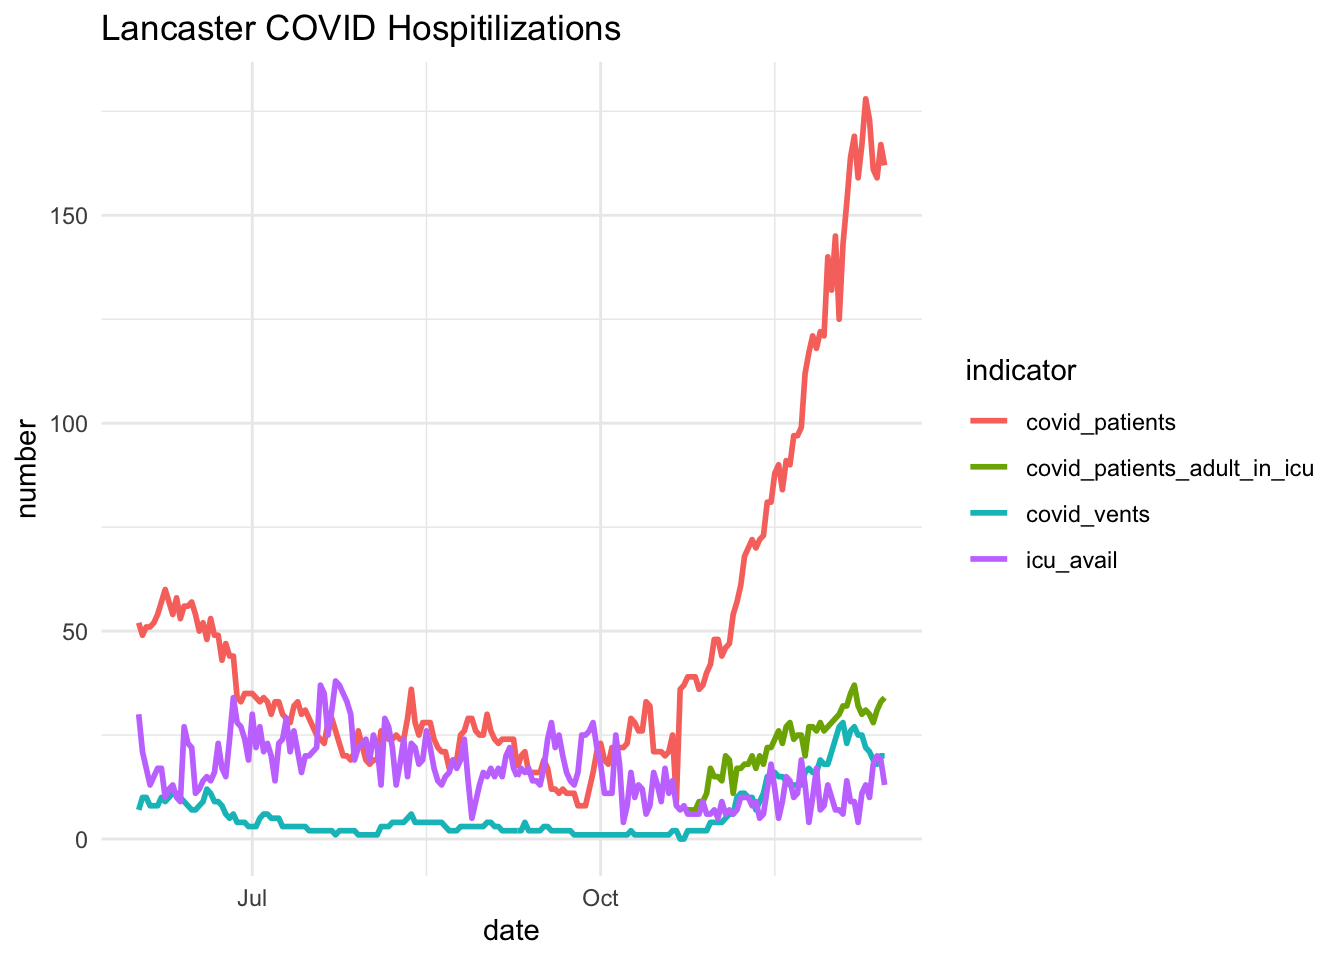 Lancaster COVID Hospitilizations
150
100
50
0
number
Jul
Oct
date
indicator
covid_patients
covid_patients_adult_in_icu
covid_vents
icu_avail